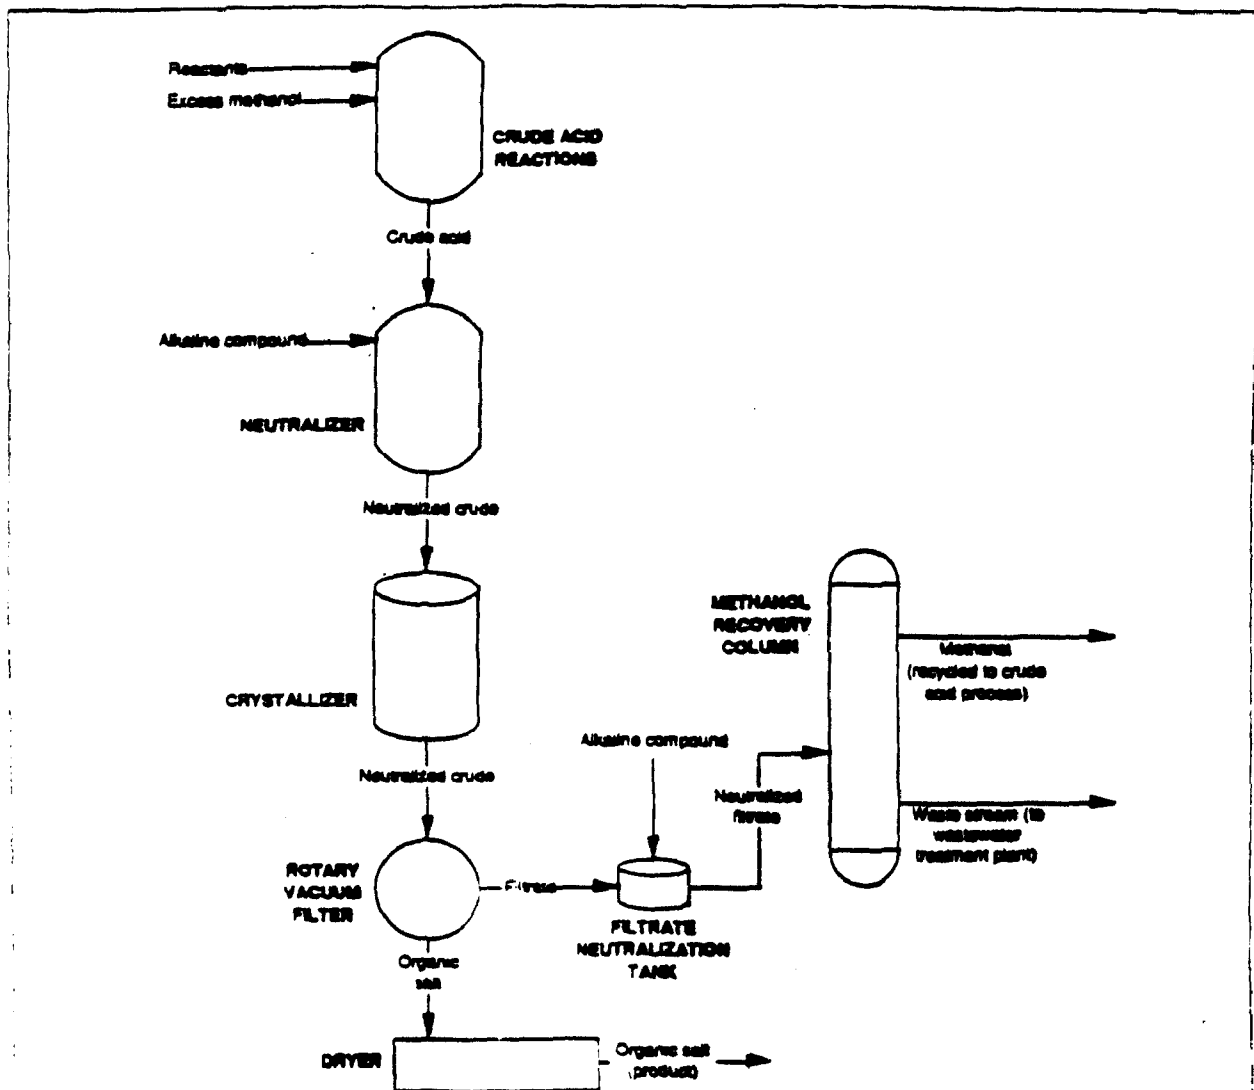 Reactants
Excess methanol
CRUDE ACID
REACTIONS
Crude acid
Alkaline compound
NEUTRALIZER
Neutralized crude
CRYSTALLIZER
Neutralized crude
ROTARY
VACUUM
FILTER
Filtrate
Organic
salt
DRYER
Organic salt
(product)
Alkaline compound
FILTRATE
NEUTRALIZATION
TANK
Neutralized
filtrate
METHANOL
RECOVERY
COLUMN
Methanol
(recycled to crude
acid process)
Waste stream (to
wastewater
treatment plant)